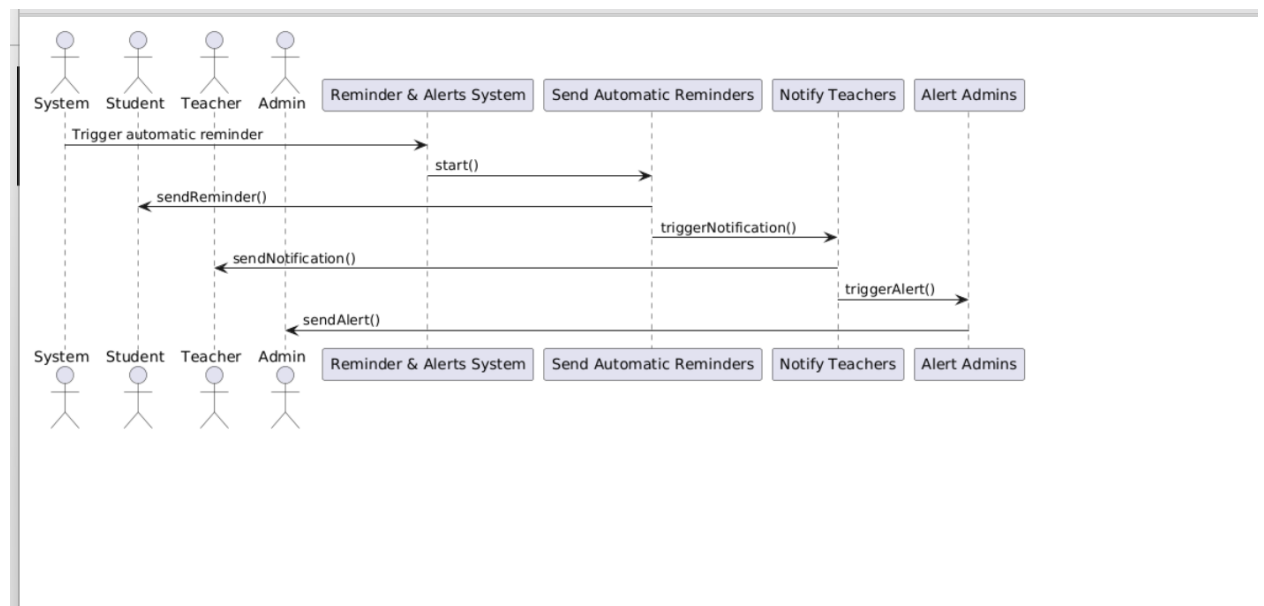 System Student Teacher Admin Reminder & Alerts System Send Automatic Reminders Notify Teachers Alert Admins
Trigger automatic reminder
start()
sendReminder()
triggerNotification()
sendNotification()
triggerAlert()
sendAlert()
System Student Teacher Admin Reminder & Alerts System Send Automatic Reminders Notify Teachers Alert Admins